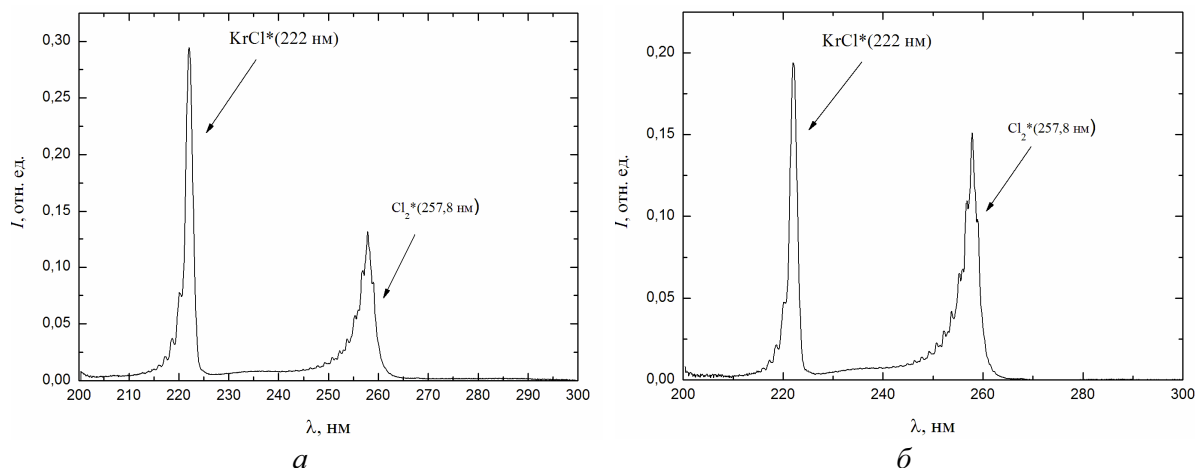 KrCl*(222 нм)
Cl2*(257,8 нм)
I, отн. ед.
0,30
0,25
0,20
0,15
0,10
0,05
0,00
200 210 220 230 240 250 260 270 280 290 300
λ, нм
а
KrCl*(222 нм)
Cl2*(257,8 нм)
I, отн. ед.
0,20
0,15
0,10
0,05
0,00
200 220 240 260 280 300
λ, нм
б